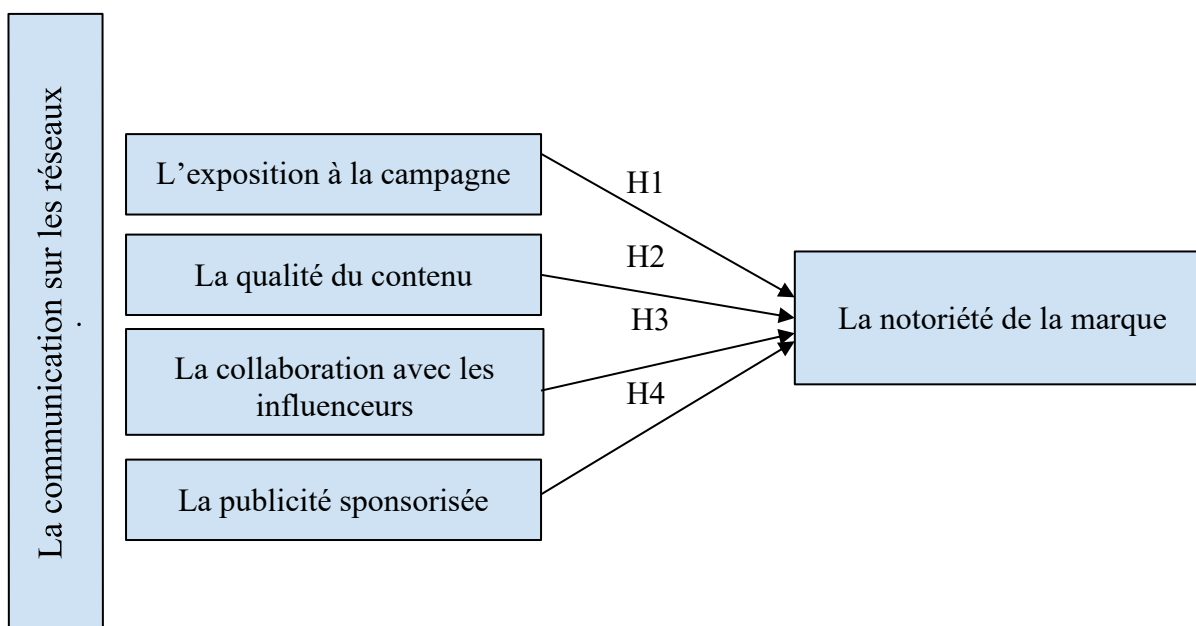 La communication sur les réseaux
.
L’exposition à la campagne
H1
La qualité du contenu
H2
La collaboration avec les
influenceurs
H3
La publicité sponsorisée
H4
La notoriété de la marque